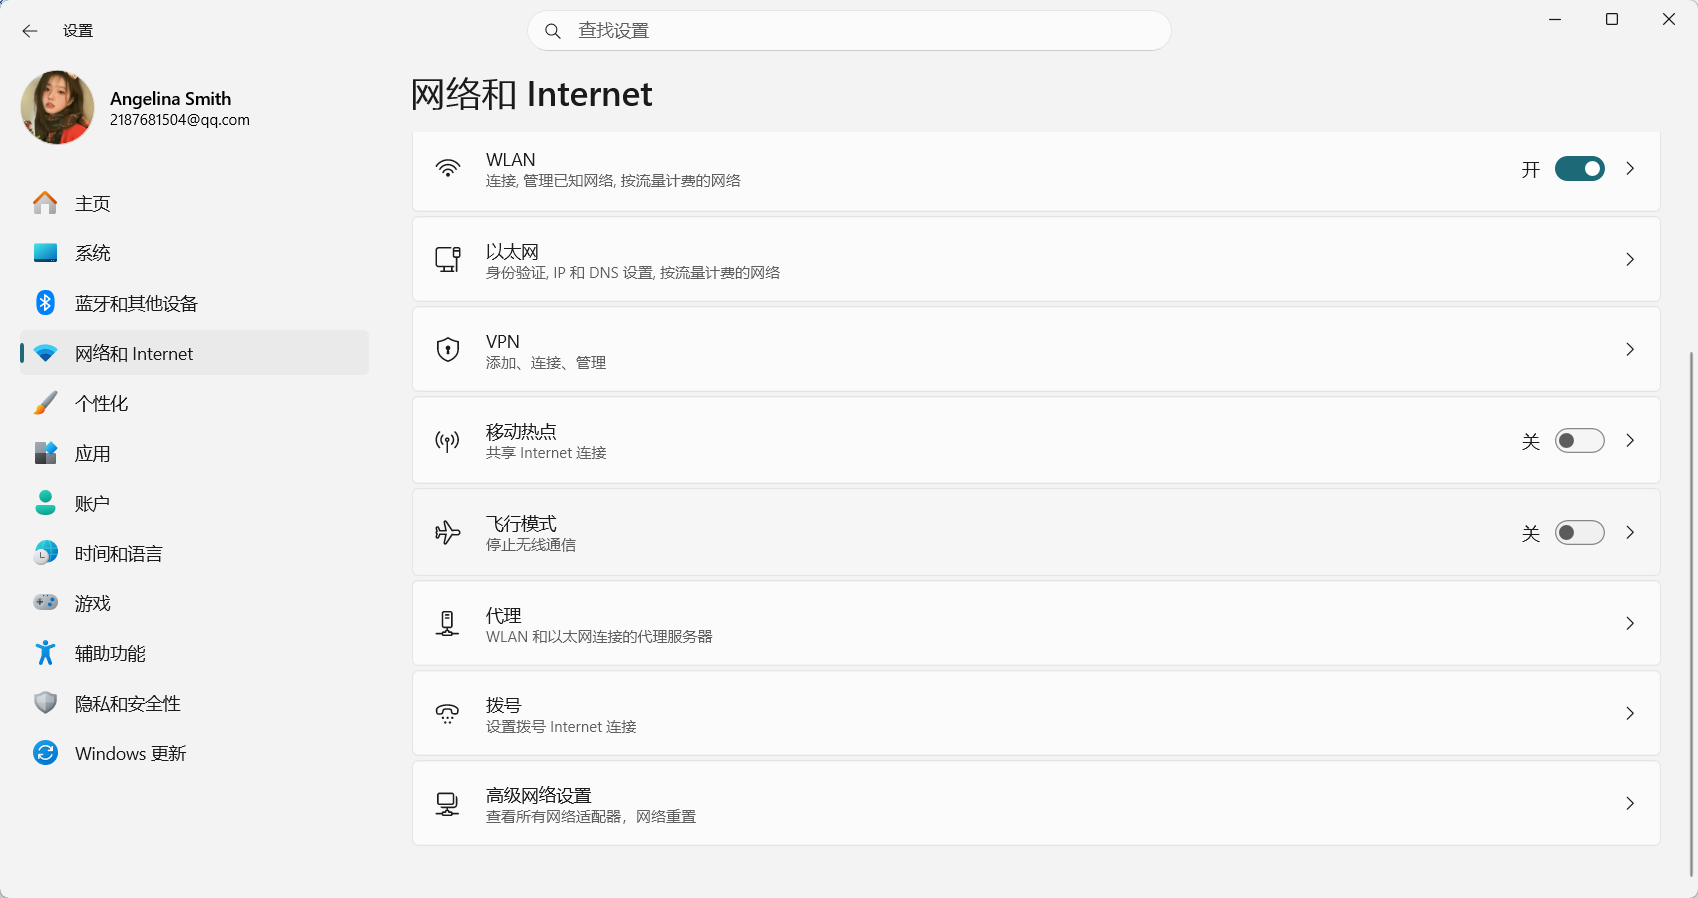 设置
查找设置
Angelina Smith
2187681504@qq.com
主页
系统
蓝牙和其他设备
网络和 Internet
个性化
应用
账户
时间和语言
游戏
辅助功能
隐私和安全性
Windows 更新
网络和 Internet
WLAN
连接, 管理已知网络, 按流量计费的网络
开
以太网
身份验证, IP 和 DNS 设置, 按流量计费的网络
VPN
添加、连接、管理
移动热点
共享 Internet 连接
关
飞行模式
停止无线通信
关
代理
WLAN 和以太网连接的代理服务器
拨号
设置拨号 Internet 连接
高级网络设置
查看所有网络适配器，网络重置